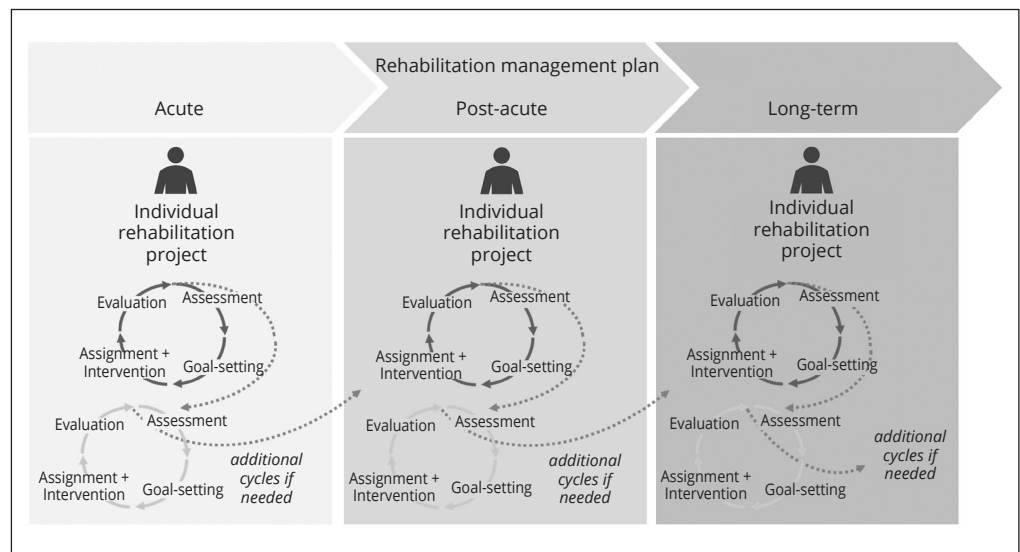 Rehabilitation management plan
Acute
Post-acute
Long-term
Individual
rehabilitation
project
Evaluation
Assessment
Assignment +
Intervention
Goal-setting
Evaluation
Assessment
Assignment +
Intervention
Goal-setting
additional
cycles if
needed
Individual
rehabilitation
project
Evaluation
Assessment
Assignment +
Intervention
Goal-setting
Evaluation
Assessment
Assignment +
Intervention
Goal-setting
additional
cycles if
needed
Individual
rehabilitation
project
Evaluation
Assessment
Assignment +
Intervention
Goal-setting
Evaluation
Assessment
Assignment +
Intervention
Goal-setting
additional
cycles if
needed